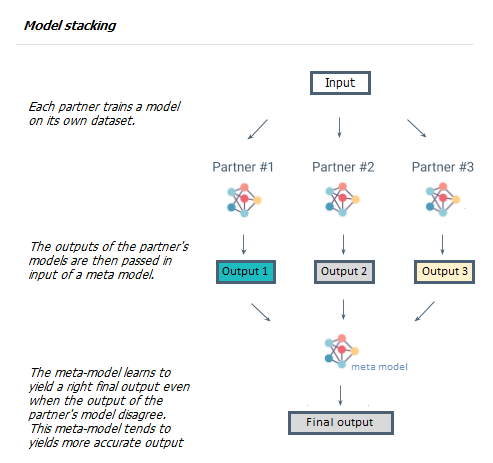 Model stacking
Input
Each partner trains a model
on its own dataset.
Partner #1
Partner #2
Partner #3
The outputs of the partner's
models are then passed in
input of a meta model.
Output 1
Output 2
Output 3
meta model
The meta-model learns to
yield a right final output even
when the output of the
partner's model disagree.
This meta-model tends to
yields more accurate output
Final output